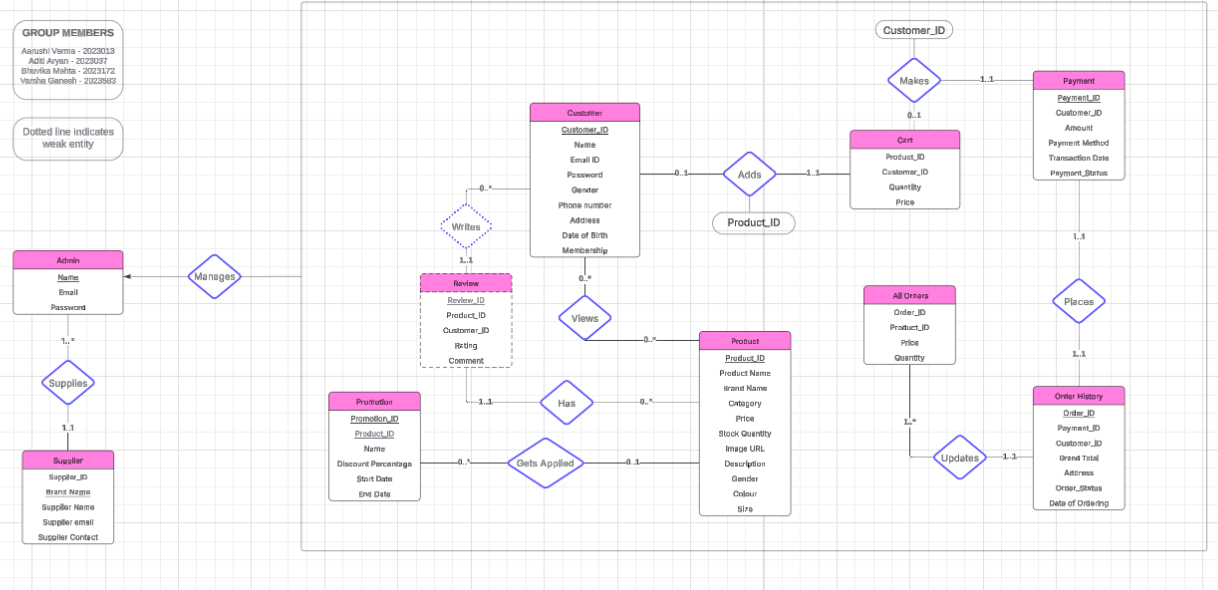 GROUP MEMBERS
Aarushi Verma - 2023013
Aditi Aryan - 2023037
Bhuvika Mehta - 2023172
Varsha Ganesh - 2023583
Dotted line indicates
weak entity
Customer_ID
Makes
1..1
0..1
Payment
Payment_ID
Customer_ID
Amount
Payment Method
Transaction Date
Payment_Status
Customer
Customer_ID
Name
Email ID
Password
Gender
Phone number
Address
Date of Birth
Membership
0..1
Adds
1..1
Product_ID
Cart
Product_ID
Customer_ID
Quantity
Price
0..*
Writes
1..1
Review
Review_ID
Product_ID
Customer_ID
Rating
Comment
Admin
Name
Email
Password
Manages
0..*
Views
0..*
All Orders
Order_ID
Product_ID
Price
Quantity
1..1
Places
1..1
1..*
Supplies
1..1
Supplier
Supplier_ID
Brand Name
Supplier Name
Supplier email
Supplier Contact
Promotion
Promotion_ID
Product_ID
Name
Discount Percentage
Start Date
End Date
1..1
Has
0..*
0..*
Gets Applied
0..1
Product
Product_ID
Product Name
Brand Name
Category
Price
Stock Quantity
Image URL
Description
Gender
Colour
Size
1..*
Updates
1..1
Order History
Order_ID
Payment_ID
Customer_ID
Grand Total
Address
Order_Status
Date of Ordering